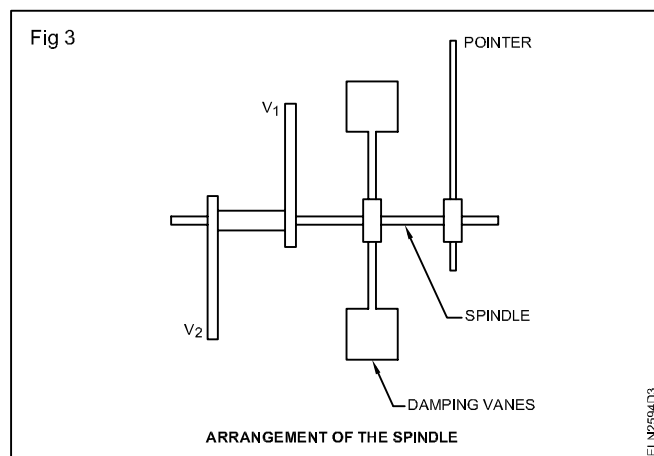 Fig 3
POINTER
V1
V2
SPINDLE
DAMPING VANES
ARRANGEMENT OF THE SPINDLE
ELN2594D3